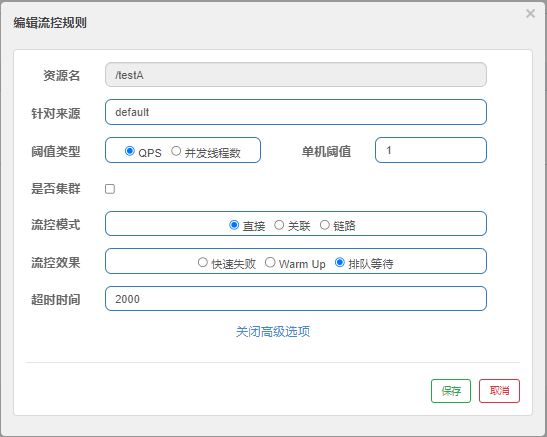 编辑流控规则 ×
资源名 /testA
针对来源 default
阈值类型 QPS 并发线程数 单机阈值 1
是否集群
流控模式 直接 关联 链路
流控效果 快速失败 Warm Up 排队等待
超时时间 2000
关闭高级选项
保存 取消